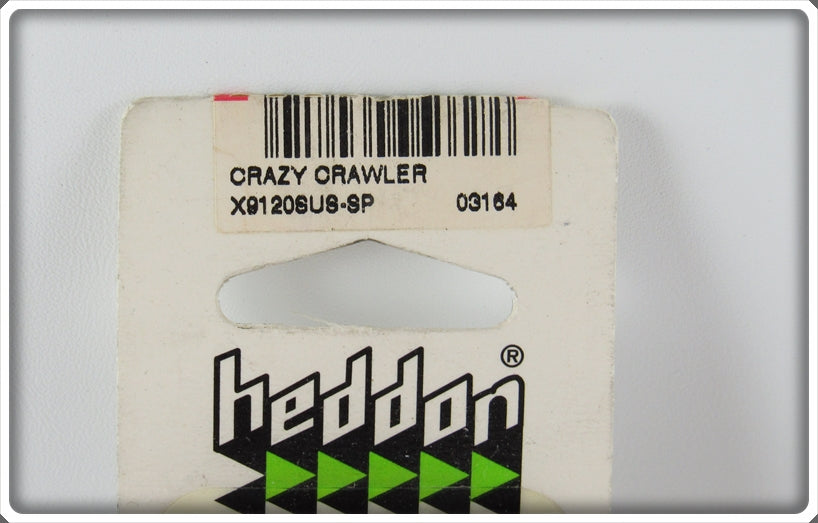 CRAZY CRAWLER
X9120SUS-SP 03164
heddon®